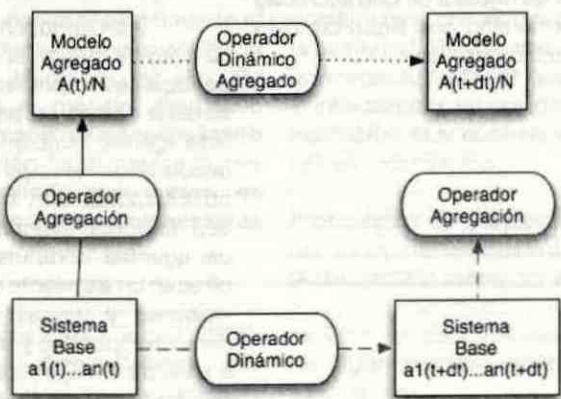 Modelo
Agregado
A(t)/N
Operador
Dinámico
Agregado
Modelo
Agregado
A(t+dt)/N
Operador
Agregación
Operador
Agregación
Sistema
Base
a1(t)...an(t)
Operador
Dinámico
Sistema
Base
a1(t+dt)...an(t+dt)